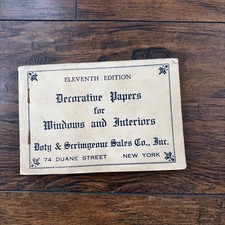 ELEVENTH EDITION
Decorative Papers
for
Windows and Interiors
Doty & Scrimgeour Sales Co., Inc.
74 DUANE STREET NEW YORK